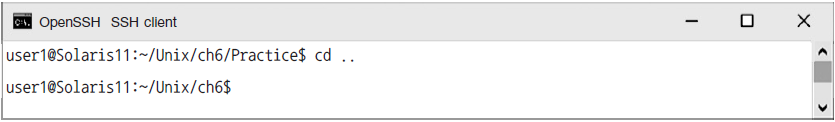 OpenSSH SSH client
user1@Solaris11:~/Unix/ch6/Practice$ cd ..
user1@Solaris11:~/Unix/ch6$